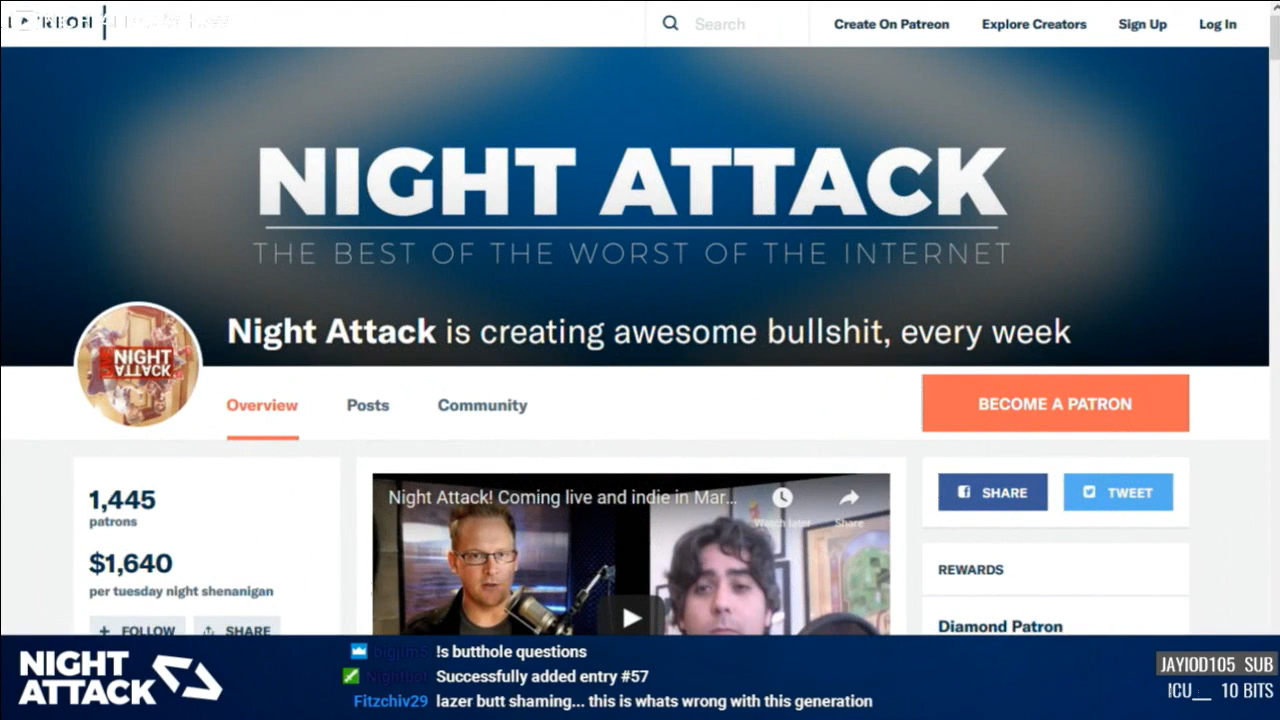 Search
Create On Patreon
Explore Creators
Sign Up
Log In
NIGHT ATTACK
THE BEST OF THE WORST OF THE INTERNET
NIGHT
ATTACK
Night Attack is creating awesome bullshit, every week
Overview
Posts
Community
BECOME A PATRON
1,445
patrons
$1,640
per tuesday night shenanigan
+ FOLLOW
SHARE
Night Attack! Coming live and indie in Mar...
Watch later
Share
SHARE
TWEET
REWARDS
Diamond Patron
NIGHT
ATTACK
bigjim5 !s butthole questions
Nightbot Successfully added entry #57
Fitzchiv29 lazer butt shaming... this is whats wrong with this generation
JAYIOD105 SUB
ICU__ 10 BITS